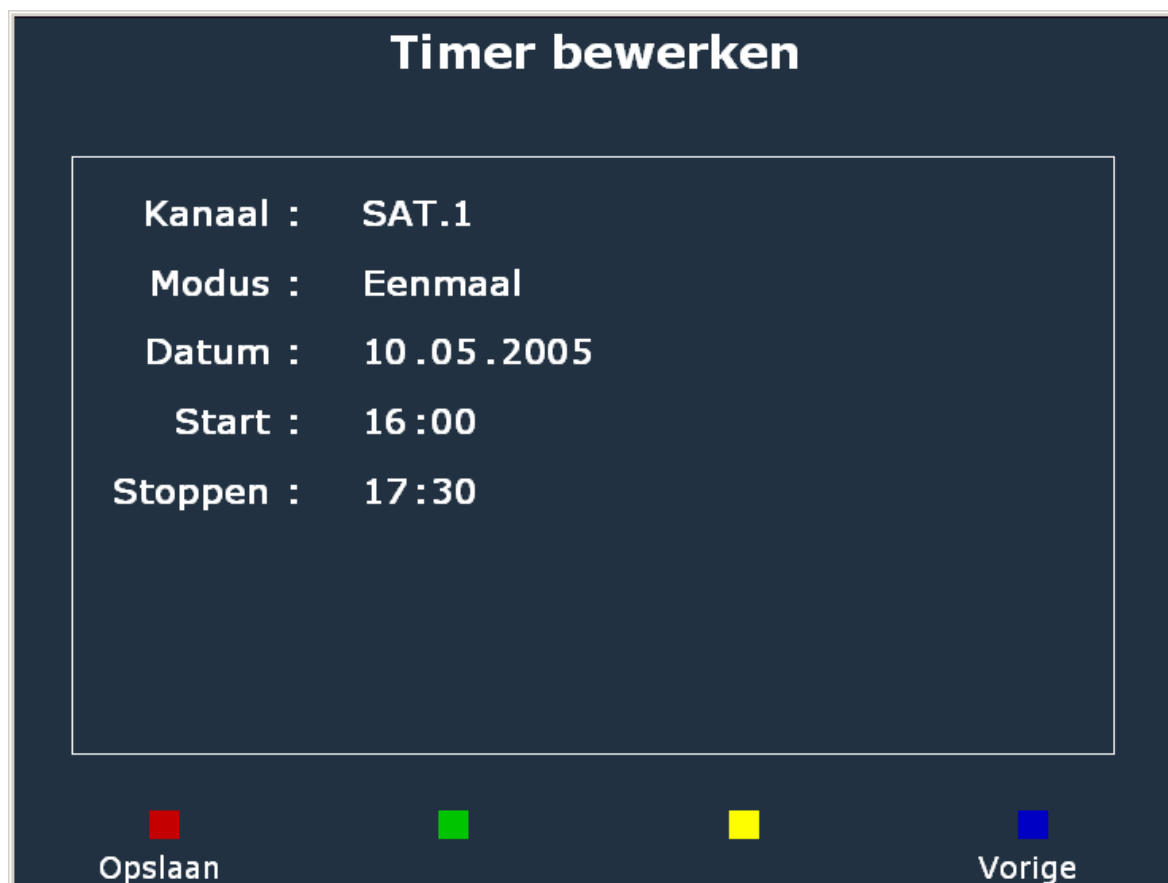 Timer bewerken
Kanaal : SAT.1
Modus : Eenmaal
Datum : 10.05.2005
Start : 16:00
Stoppen : 17:30
Opslaan Vorige